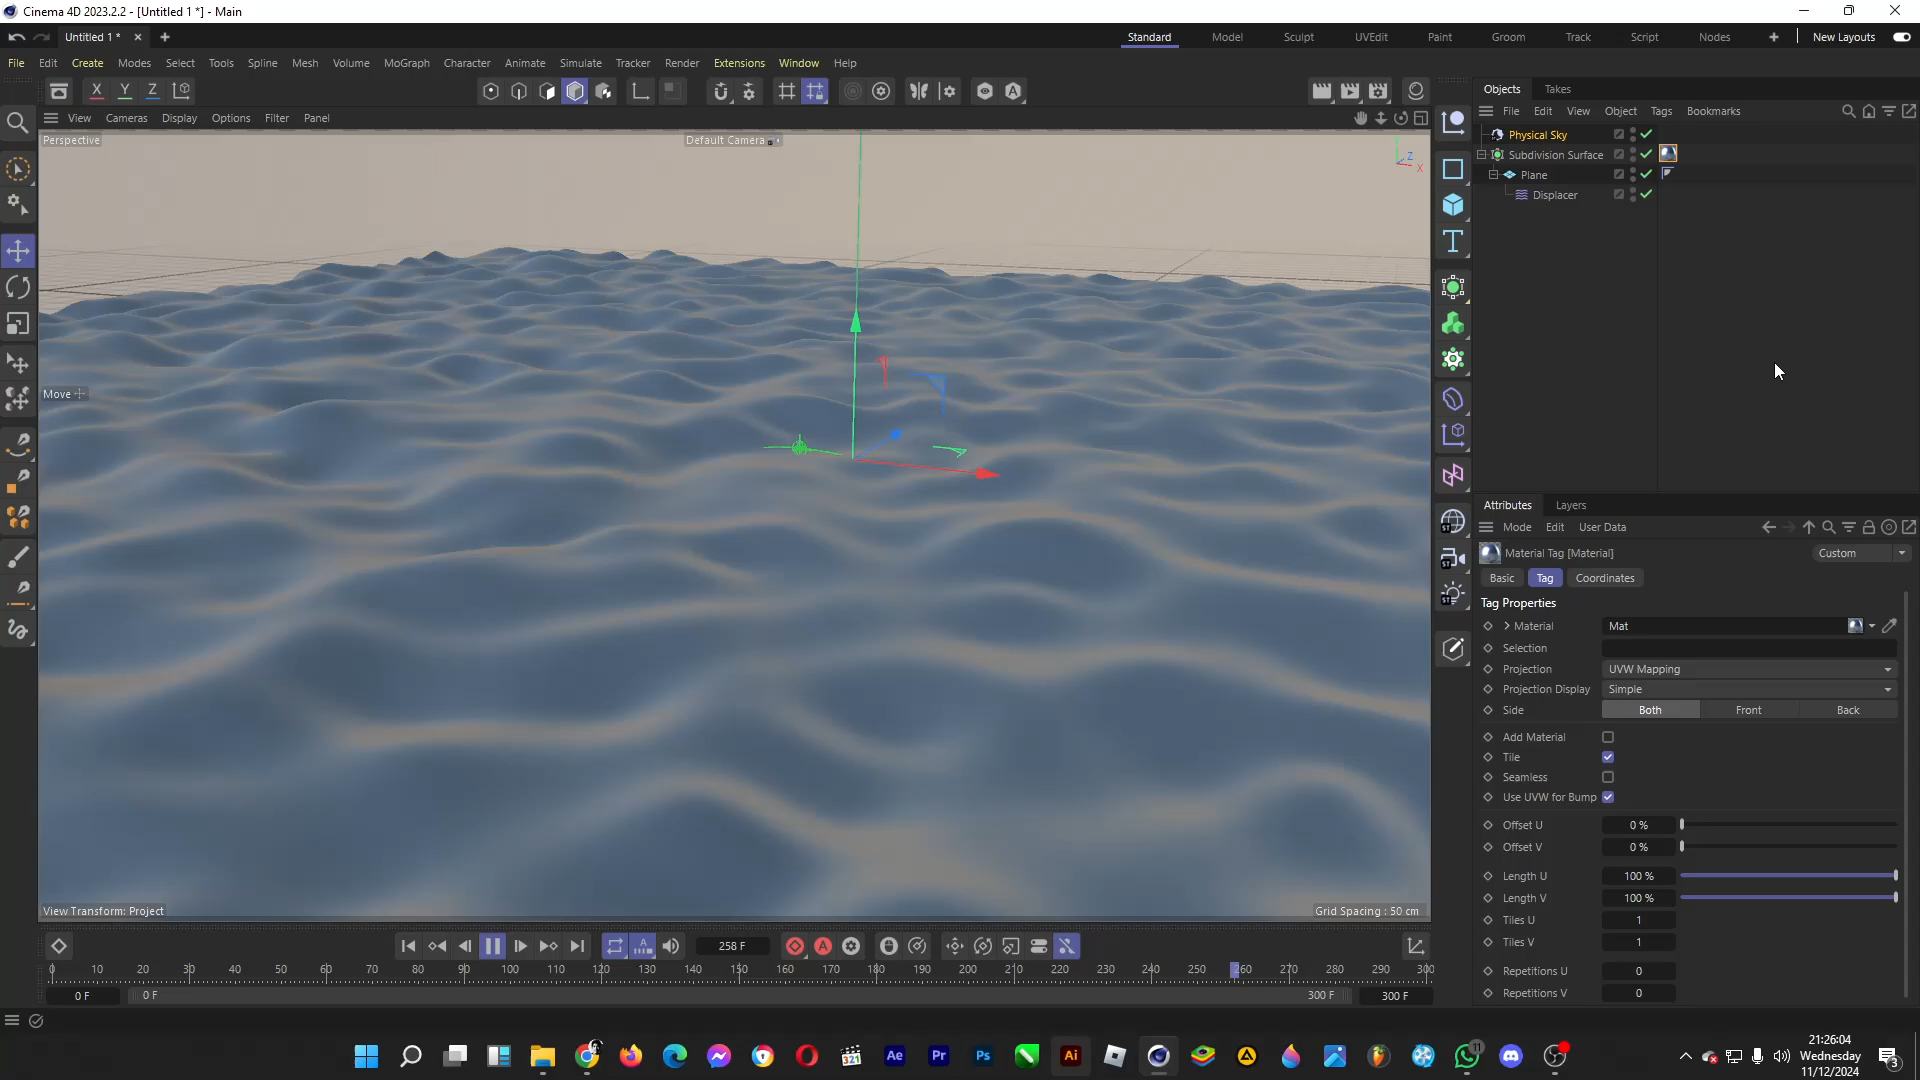 Cinema 4D 2023.2.2 - [Untitled 1 *] - Main
Untitled 1 *
Standard Model Sculpt UVEdit Paint Groom Track Script Nodes New Layouts
File Edit Create Modes Select Tools Spline Mesh Volume MoGraph Character Animate Simulate Tracker Render Extensions Window Help
X Y Z
Objects Takes
View Cameras Display Options Filter Panel
File Edit View Object Tags Bookmarks
Perspective
Default Camera
Z
X
Physical Sky
Subdivision Surface
Plane
Displacer
Move
Attributes Layers
Mode Edit User Data
Material Tag [Material]
Custom
Basic Tag Coordinates
Tag Properties
Material Mat
Selection
Projection UVW Mapping
Projection Display Simple
Side Both Front Back
Add Material
Tile
Seamless
Use UVW for Bump
Offset U 0 %
Offset V 0 %
Length U 100 %
Length V 100 %
Tiles U 1
Tiles V 1
Repetitions U 0
Repetitions V 0
View Transform: Project
Grid Spacing : 50 cm
258 F
0 10 20 30 40 50 60 70 80 90 100 110 120 130 140 150 160 170 180 190 200 210 220 230 240 250 260 270 280 290 300
0 F 0 F 300 F 300 F
321 Ae Pr Ps Ai 11
21:26:04
Wednesday
11/12/2024
3